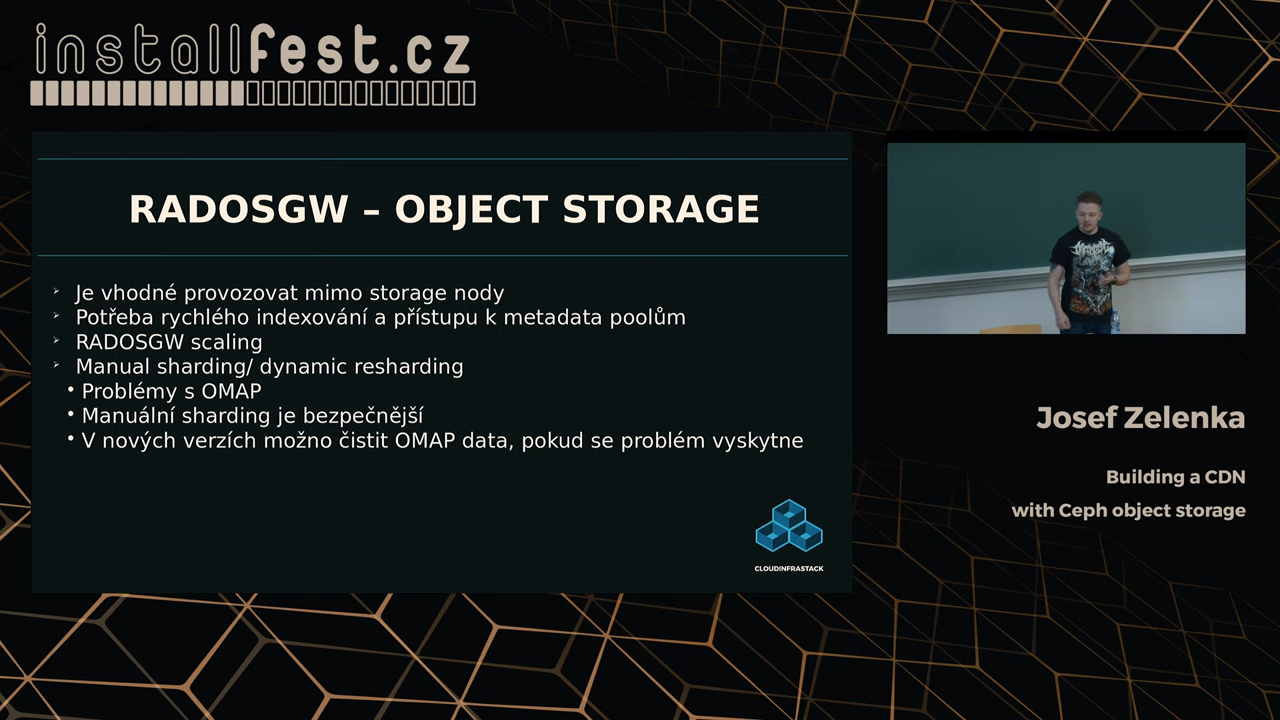 installfest.cz
RADOSGW – OBJECT STORAGE
Je vhodné provozovat mimo storage nody
Potřeba rychlého indexování a přístupu k metadata poolům
RADOSGW scaling
Manual sharding/ dynamic resharding
• Problémy s OMAP
• Manuální sharding je bezpečnější
• V nových verzích možno čistit OMAP data, pokud se problém vyskytne
CLOUDINFRASTACK
Josef Zelenka
Building a CDN
with Ceph object storage